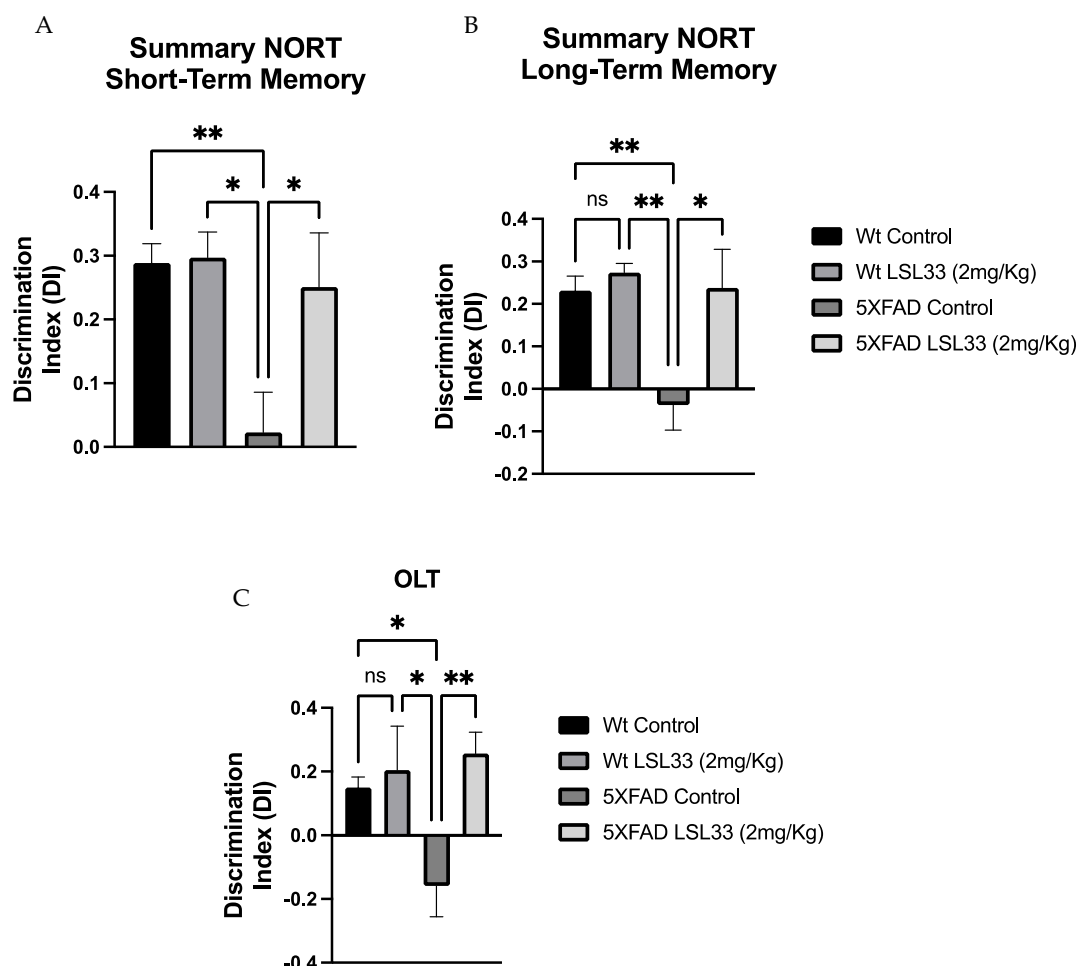 A
Summary NORT
Short-Term Memory
**
*
*
0.4
0.3
0.2
0.1
0.0
Discrimination
Index (DI)
B
Summary NORT
Long-Term Memory
**
ns
**
*
0.4
0.3
0.2
0.1
0.0
-0.1
-0.2
Discrimination
Index (DI)
Wt Control
Wt LSL33 (2mg/Kg)
5XFAD Control
5XFAD LSL33 (2mg/Kg)
C
OLT
*
ns
*
**
0.4
0.2
0.0
-0.2
-0.4
Discrimination
Index (DI)
Wt Control
Wt LSL33 (2mg/Kg)
5XFAD Control
5XFAD LSL33 (2mg/Kg)